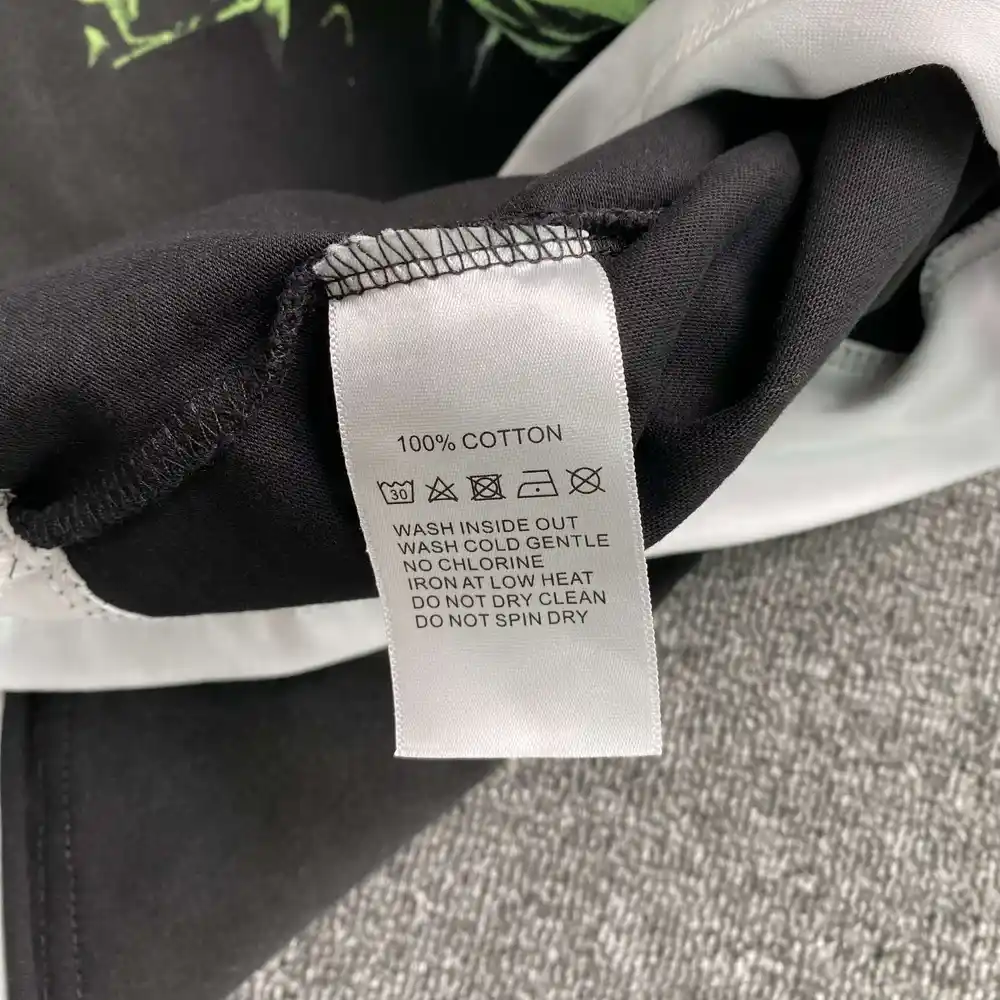 100% COTTON
30
WASH INSIDE OUT
WASH COLD GENTLE
NO CHLORINE
IRON AT LOW HEAT
DO NOT DRY CLEAN
DO NOT SPIN DRY